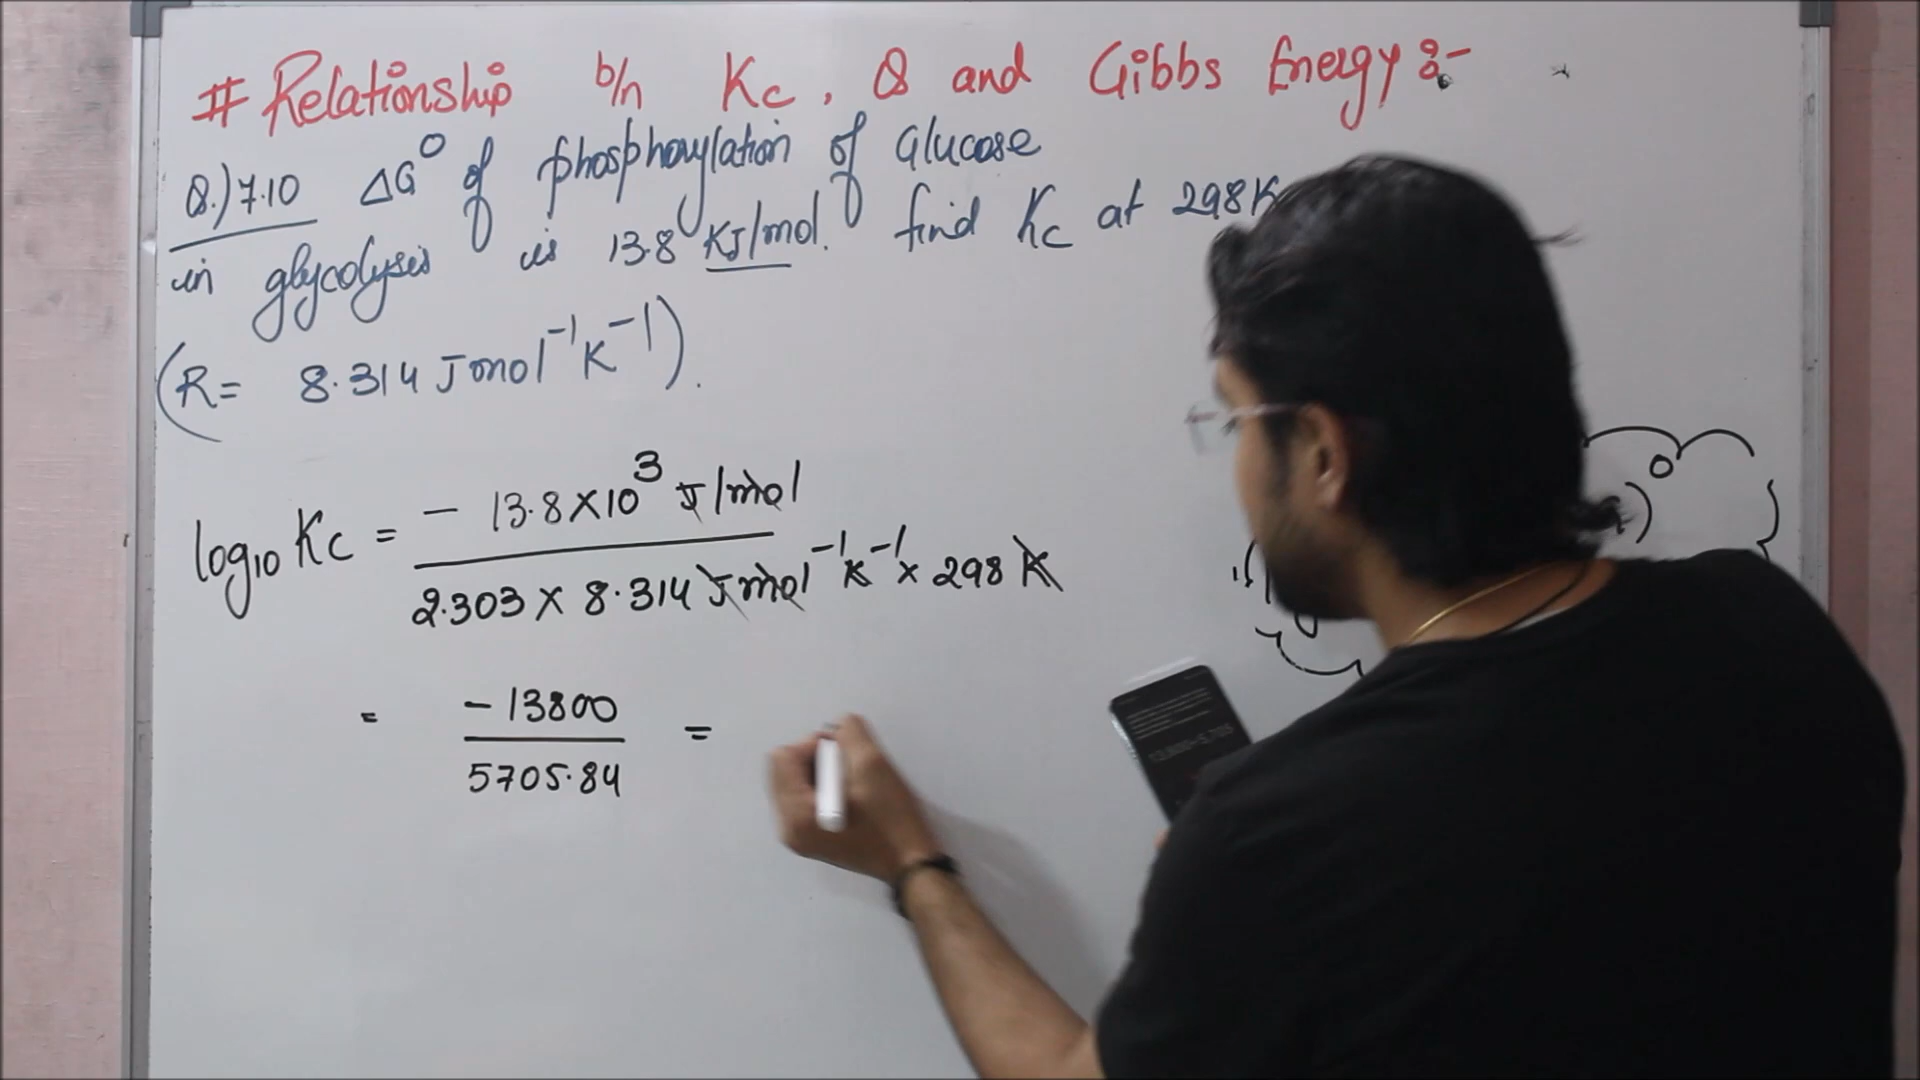 # Relationship b/n Kc, Q and Gibbs Energy :-
Q.) 7.10 ΔG° of phosphorylation of Glucose
in glycolysis is 13.8 KJ/mol. find Kc at 298K
(R = 8.314 J mol⁻¹ K⁻¹).
log₁₀ Kc = - 13.8 × 10³ J/mol
2.303 × 8.314 J mol⁻¹ K⁻¹ × 298 K
= - 13800 =
5705.84